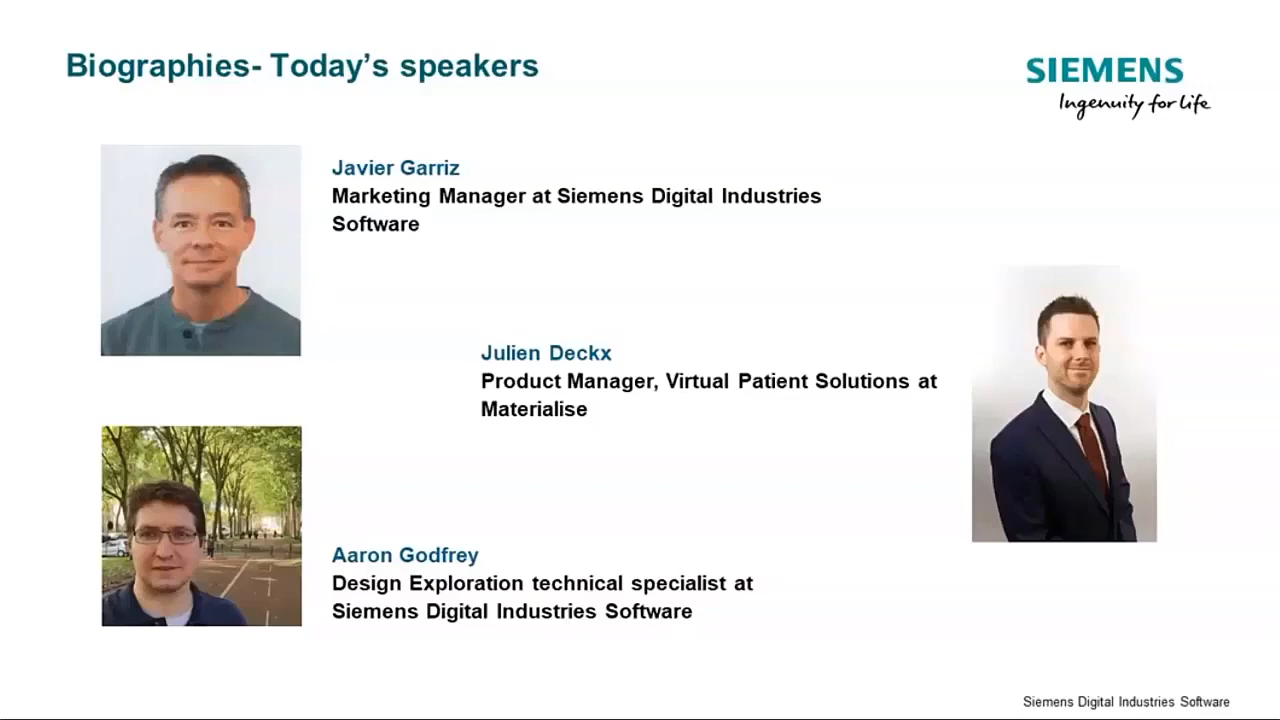 Biographies- Today's speakers
SIEMENS
Ingenuity for life
Javier Garriz
Marketing Manager at Siemens Digital Industries
Software
Julien Deckx
Product Manager, Virtual Patient Solutions at
Materialise
Aaron Godfrey
Design Exploration technical specialist at
Siemens Digital Industries Software
Siemens Digital Industries Software